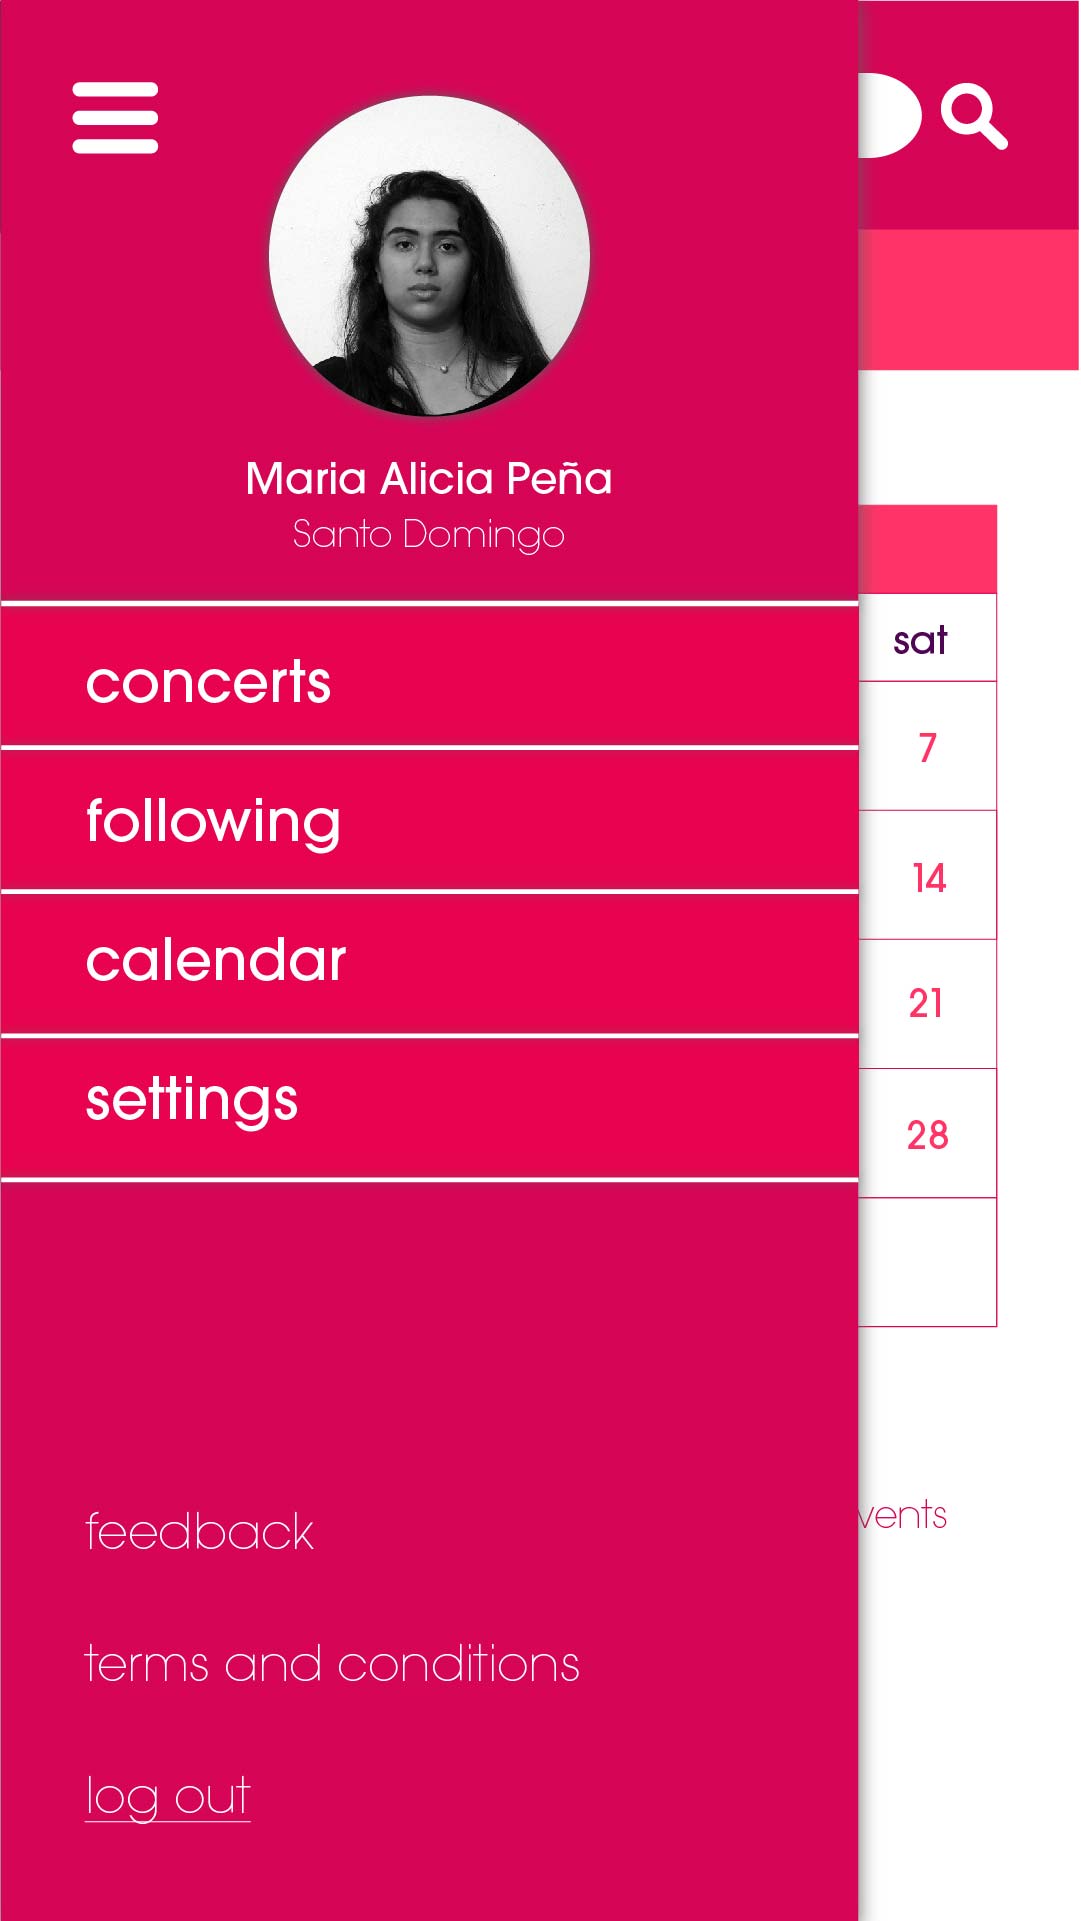 Maria Alicia Peña
Santo Domingo
concerts
following
calendar
settings
feedback
terms and conditions
log out
sat
7
14
21
28
vents